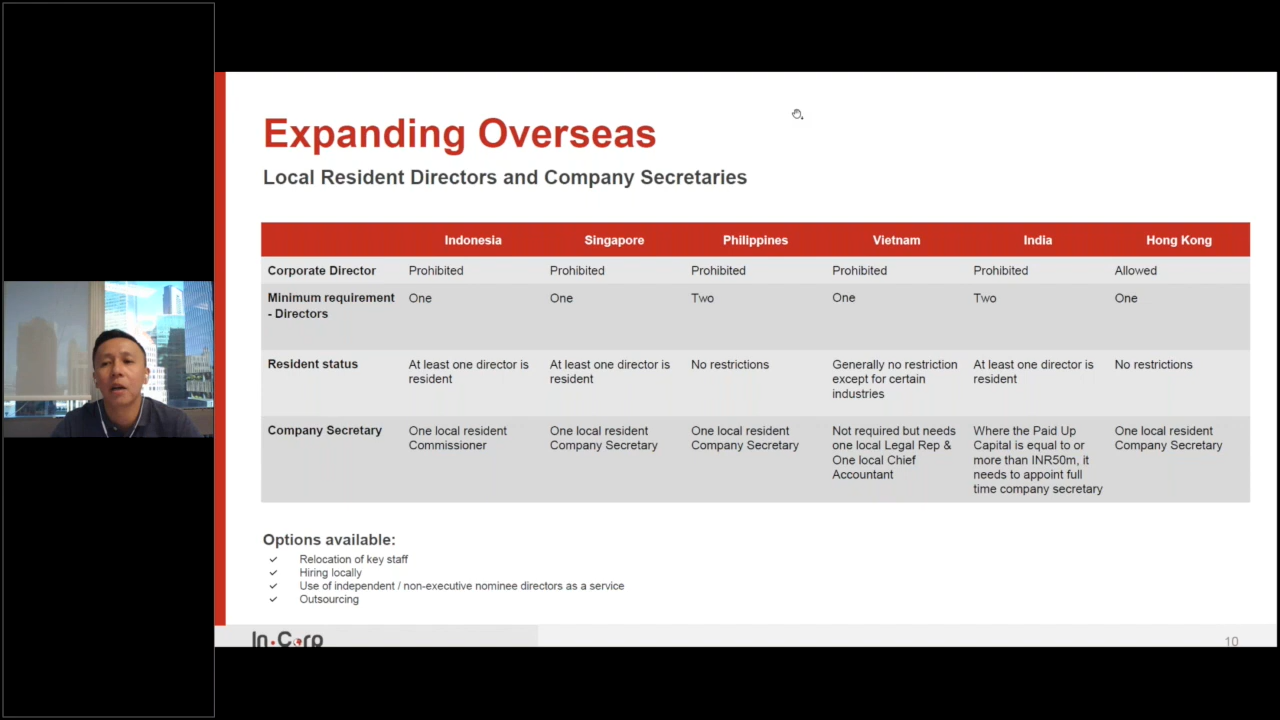 Expanding Overseas
Local Resident Directors and Company Secretaries
Indonesia Singapore Philippines Vietnam India Hong Kong
Corporate Director Prohibited Prohibited Prohibited Prohibited Prohibited Allowed
Minimum requirement One One Two One Two One
- Directors
Resident status At least one director is At least one director is No restrictions Generally no restriction At least one director is No restrictions
resident resident except for certain resident
industries
Company Secretary One local resident One local resident One local resident Not required but needs Where the Paid Up One local resident
Commissioner Company Secretary Company Secretary one local Legal Rep & Capital is equal to or Company Secretary
One local Chief more than INR50m, it
Accountant needs to appoint full
time company secretary
Options available:
✓ Relocation of key staff
✓ Hiring locally
✓ Use of independent / non-executive nominee directors as a service
✓ Outsourcing
In.Corp
10